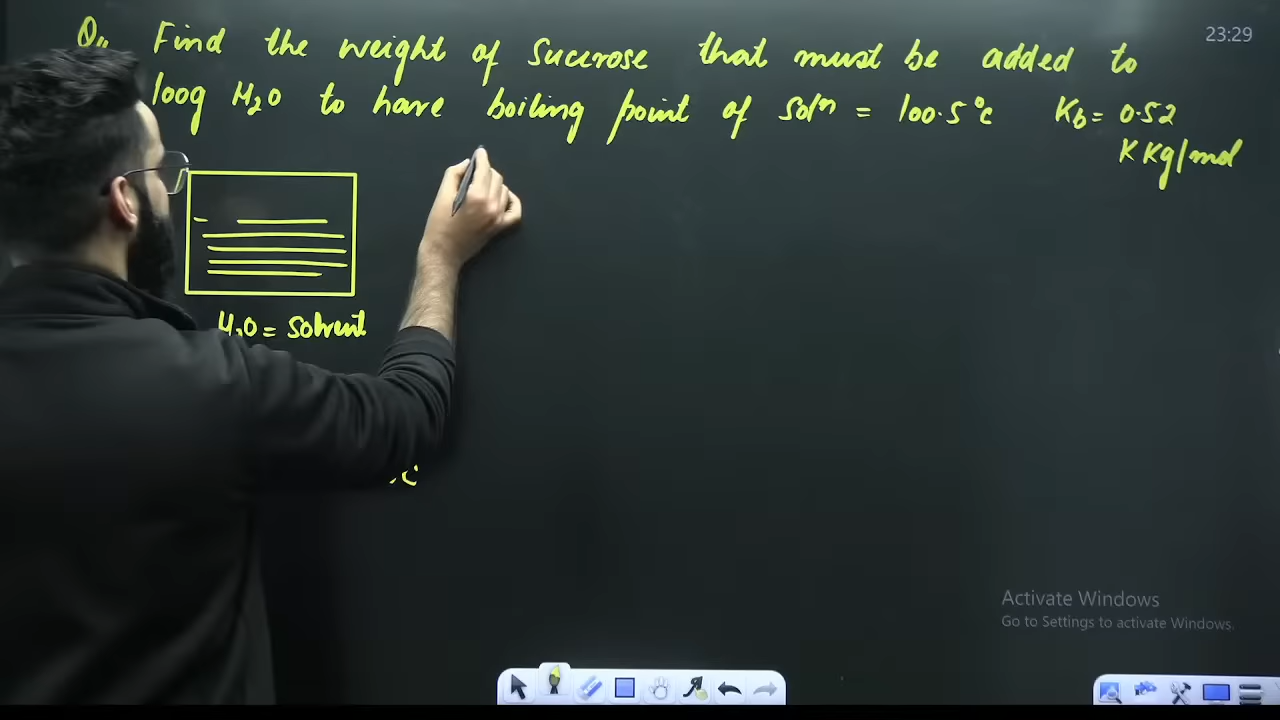 Q. Find the weight of Sucrose that must be added to
100g H₂O to have boiling point of solⁿ = 100.5°C Kb = 0.52
K Kg/mol
H₂O = Solvent
23:29
Activate Windows
Go to Settings to activate Windows.